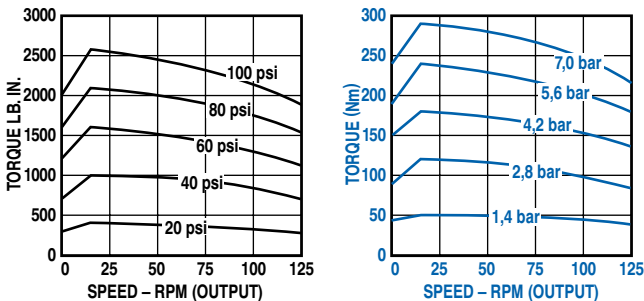 TORQUE LB.IN.
3000
2500
2000
1500
1000
500
0
100 psi
80 psi
60 psi
40 psi
20 psi
0 25 50 75 100 125
SPEED – RPM (OUTPUT)
TORQUE (Nm)
300
250
200
150
100
50
0
7,0 bar
5,6 bar
4,2 bar
2,8 bar
1,4 bar
0 25 50 75 100 125
SPEED – RPM (OUTPUT)